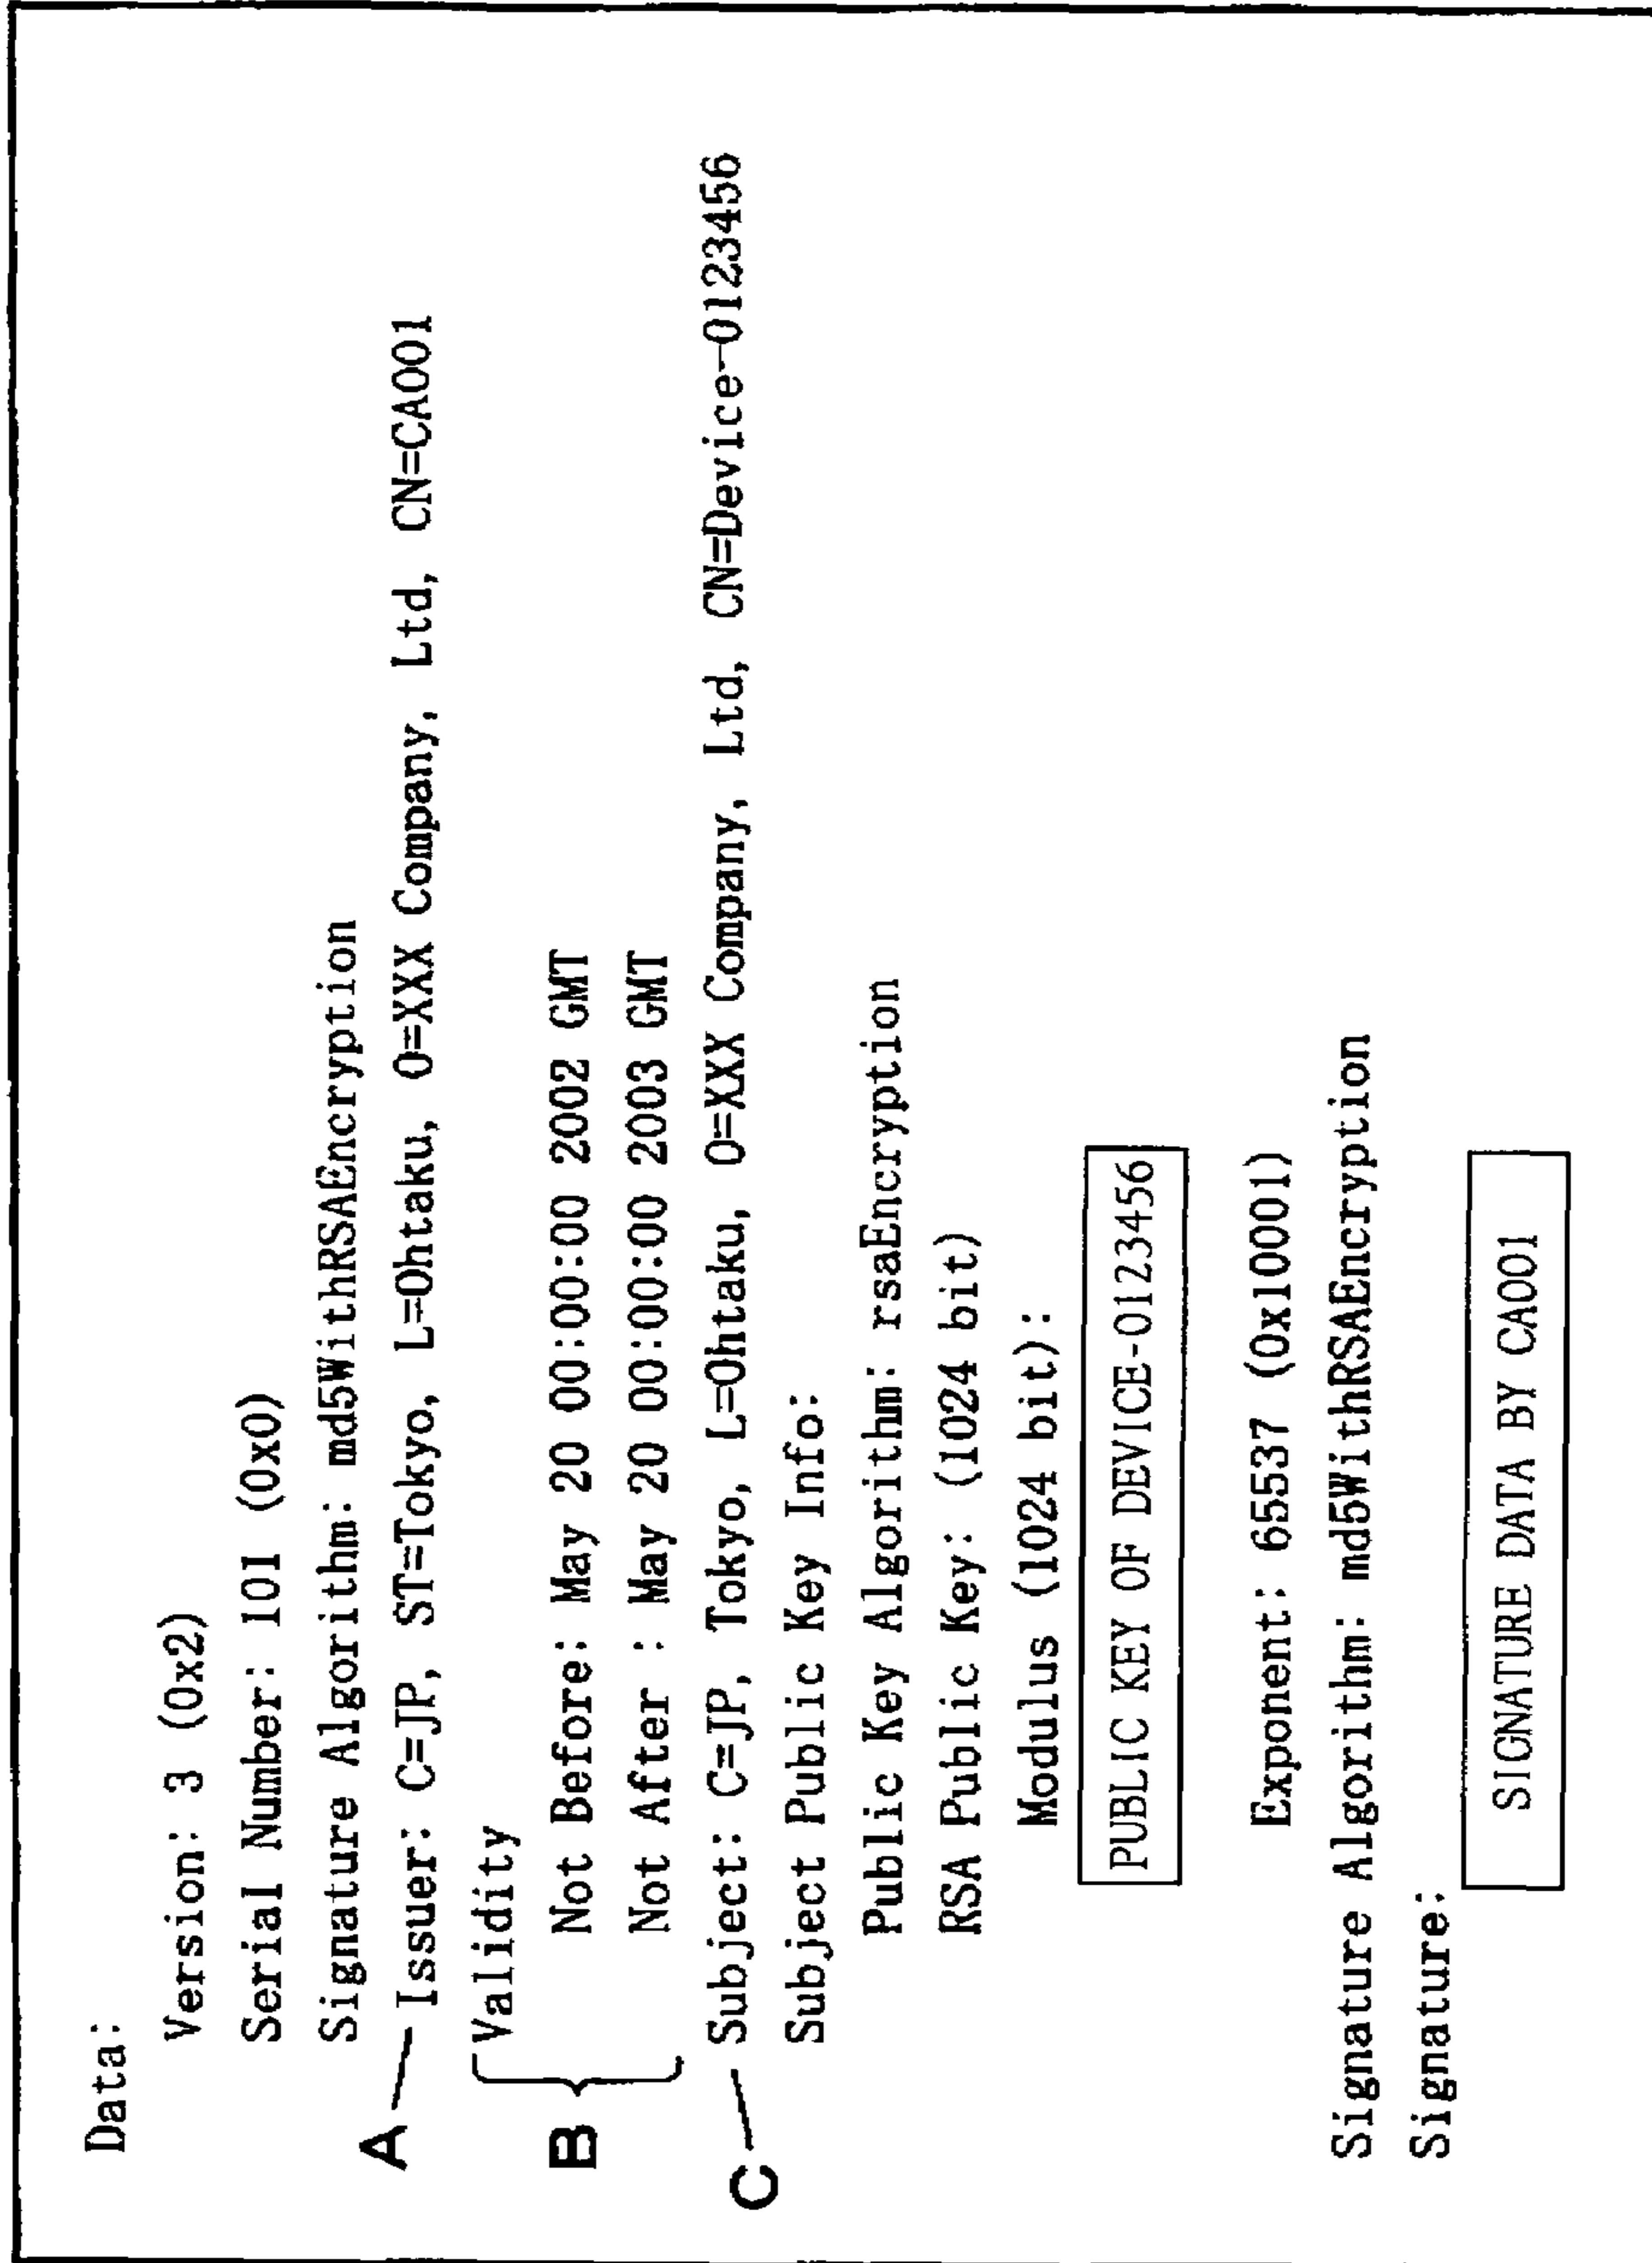 Data:
Version: 3 (0x2)
Serial Number: 101 (0x0)
Signature Algorithm: md5WithRSAEncryption
A Issuer: C=JP, ST=Tokyo, L=Ohtaku, O=XXX Company, Ltd, CN=CA001
Validity
B Not Before: May 20 00:00:00 2002 GMT
Not After : May 20 00:00:00 2003 GMT
C Subject: C=JP, Tokyo, L=Ohtaku, O=XXX Company, Ltd, CN=Device-0123456
Subject Public Key Info:
Public Key Algorithm: rsaEncryption
RSA Public Key: (1024 bit)
Modulus (1024 bit):
PUBLIC KEY OF DEVICE-0123456
Exponent: 65537 (0x10001)
Signature Algorithm: md5WithRSAEncryption
Signature:
SIGNATURE DATA BY CA001